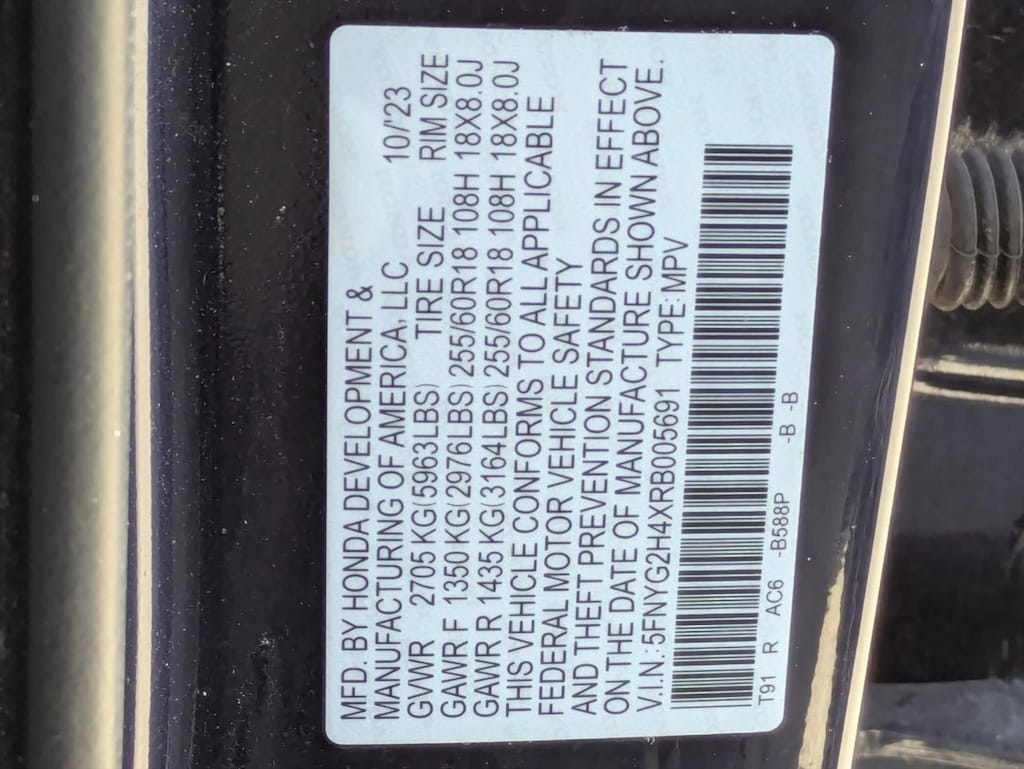 MFD. BY HONDA DEVELOPMENT &
MANUFACTURING OF AMERICA, LLC 10/'23
GVWR 2705 KG(5963LBS) TIRE SIZE RIM SIZE
GAWR F 1350 KG(2976LBS) 255/60R18 108H 18X8.0J
GAWR R 1435 KG(3164LBS) 255/60R18 108H 18X8.0J
THIS VEHICLE CONFORMS TO ALL APPLICABLE
FEDERAL MOTOR VEHICLE SAFETY
AND THEFT PREVENTION STANDARDS IN EFFECT
ON THE DATE OF MANUFACTURE SHOWN ABOVE.
V.I.N.:5FNYG2H4XRB005691 TYPE: MPV
T91 R AC6 -B588P -B -B